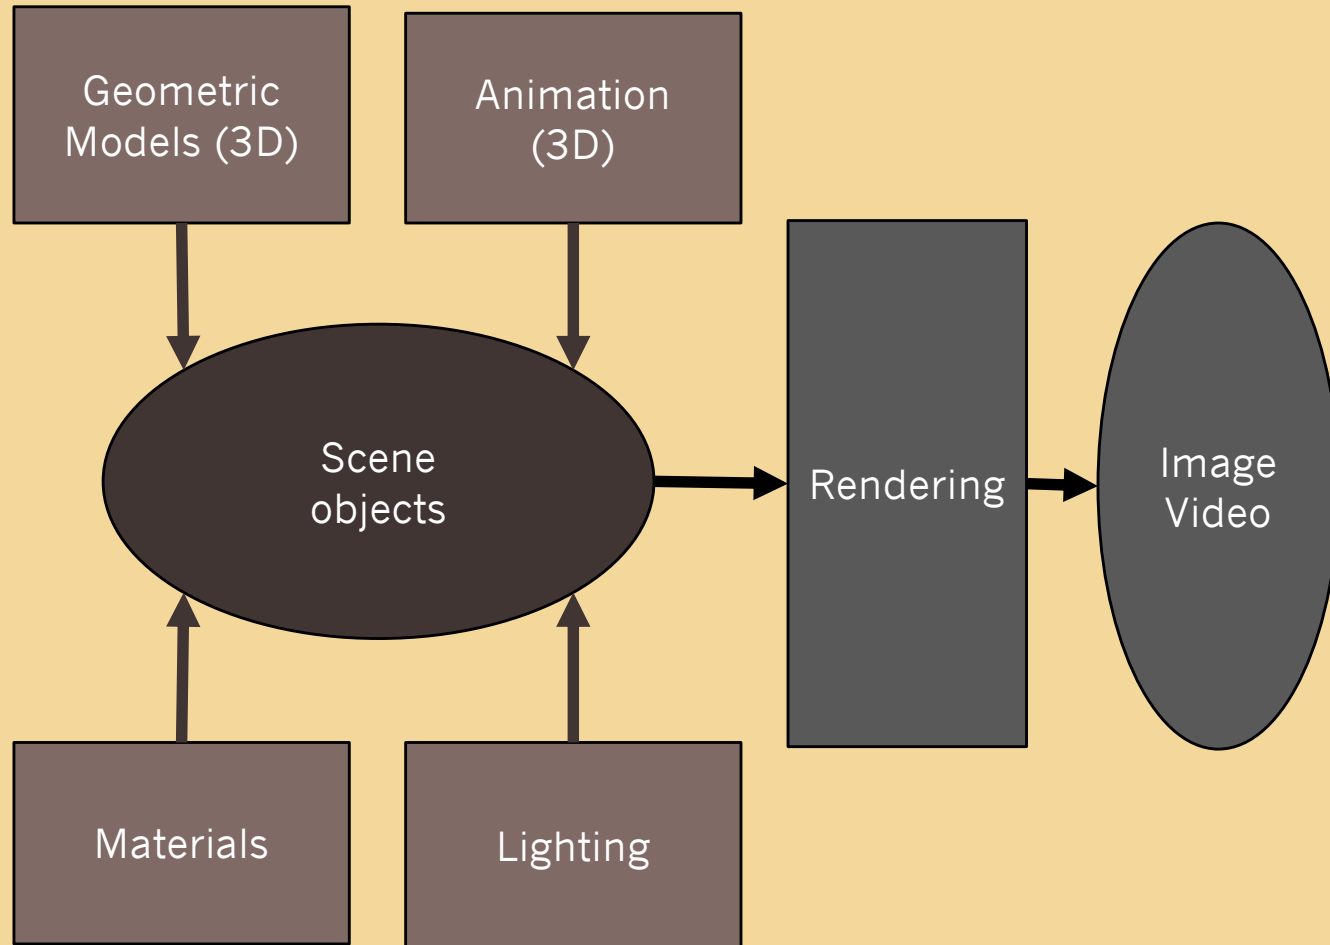 Geometric
Models (3D)
Animation
(3D)
Scene
objects
Rendering
Image
Video
Materials
Lighting